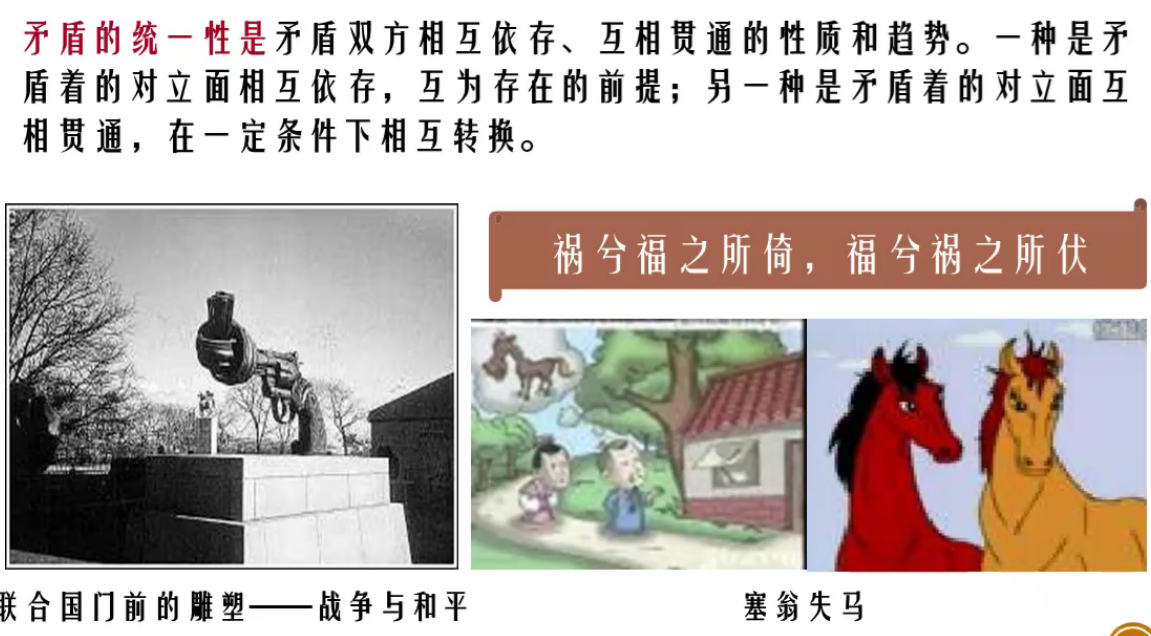 矛盾的统一性是矛盾双方相互依存、互相贯通的性质和趋势。一种是矛
盾着的对立面相互依存，互为存在的前提；另一种是矛盾着的对立面互
相贯通，在一定条件下相互转换。
祸兮福之所倚，福兮祸之所伏
联合国门前的雕塑——战争与和平
塞翁失马